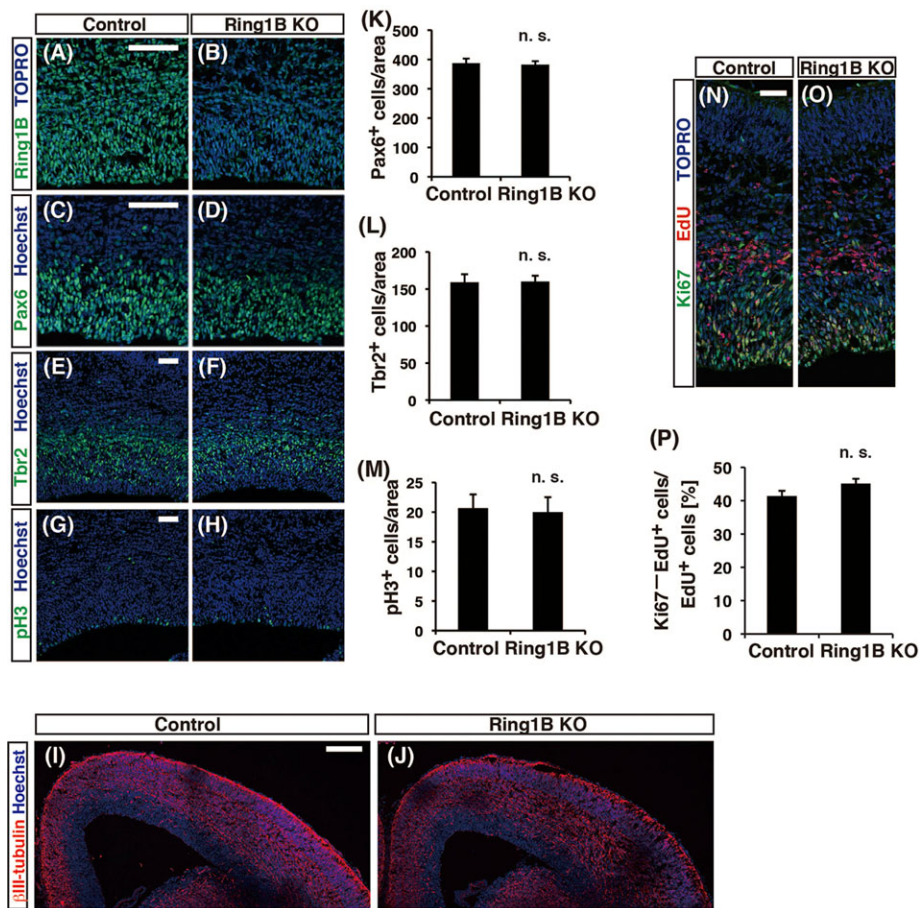 Control
Ring1B KO
(A)
(B)
Ring1B TOPRO
(C)
(D)
Pax6 Hoechst
(E)
(F)
Tbr2 Hoechst
(G)
(H)
pH3 Hoechst
(K)
n. s.
Pax6⁺ cells/area
500
400
300
200
100
0
Control Ring1B KO
(L)
n. s.
Tbr2⁺ cells/area
200
150
100
50
0
Control Ring1B KO
(M)
n. s.
pH3⁺ cells/area
25
20
15
10
5
0
Control Ring1B KO
Control
Ring1B KO
(N)
(O)
Ki67 EdU TOPRO
(P)
n. s.
Ki67⁻EdU⁺ cells/
EdU⁺ cells [%]
50
40
30
20
10
0
Control Ring1B KO
Control
Ring1B KO
(I)
(J)
βIII-tubulin Hoechst